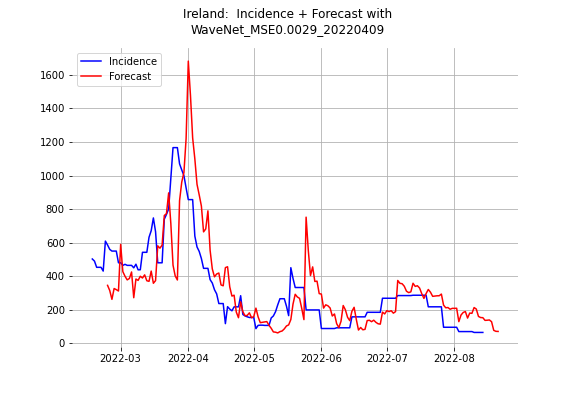 Ireland:  Incidence + Forecast with
WaveNet_MSE0.0029_20220409
Incidence
Forecast
1600
1400
1200
1000
800
600
400
200
0
2022-03 2022-04 2022-05 2022-06 2022-07 2022-08